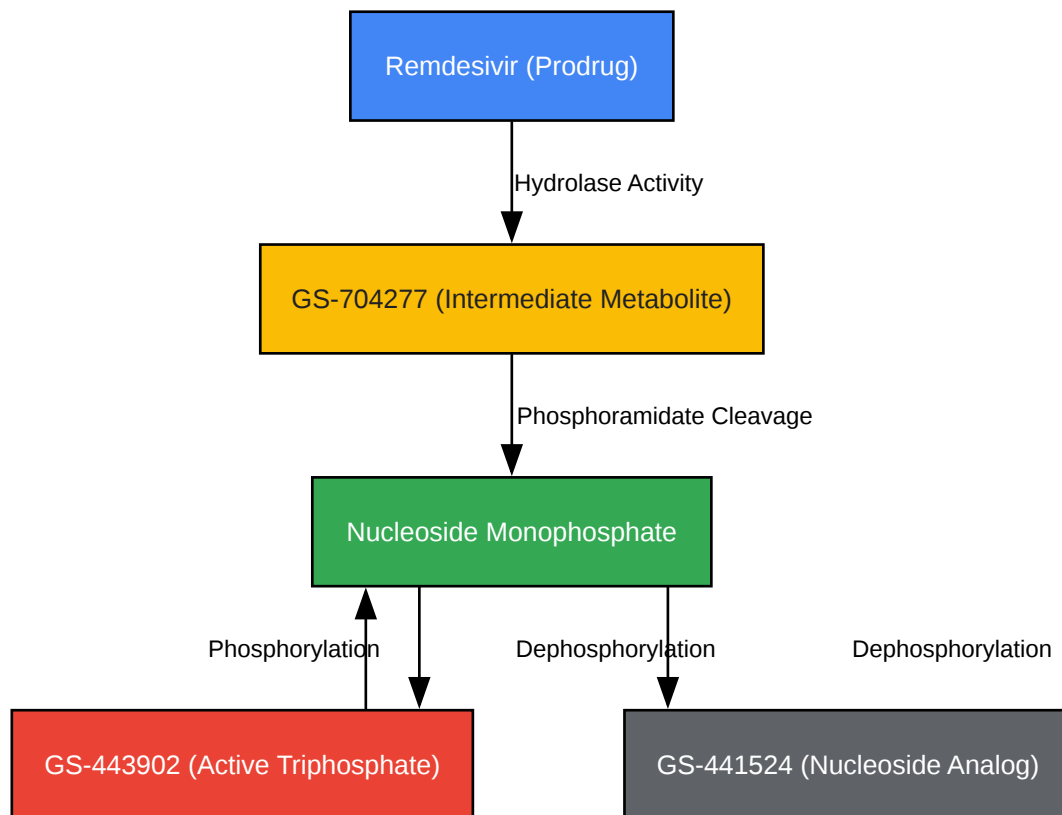 Remdesivir (Prodrug)
Hydrolase Activity
GS-704277 (Intermediate Metabolite)
Phosphoramidate Cleavage
Nucleoside Monophosphate
Phosphorylation
Dephosphorylation
Dephosphorylation
GS-443902 (Active Triphosphate)
GS-441524 (Nucleoside Analog)